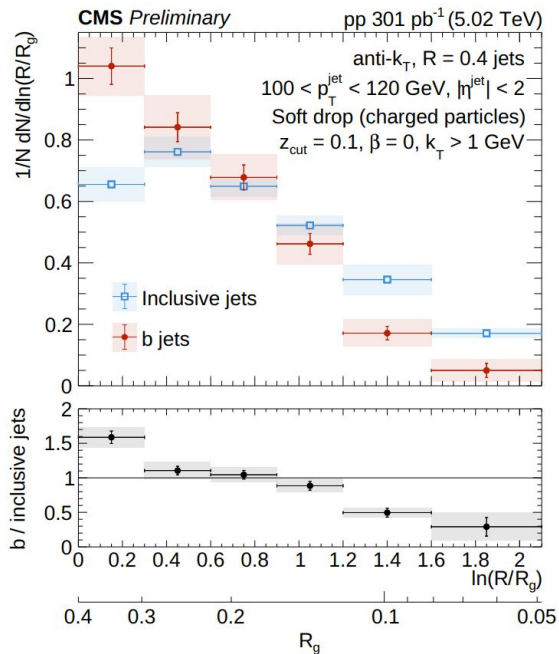 CMS Preliminary
pp 301 pb⁻¹ (5.02 TeV)
1/N dN/dln(R/R_g)
1
0.8
0.6
0.4
0.2
0
anti-k_T, R = 0.4 jets
100 < p_T^jet < 120 GeV, |η^jet| < 2
Soft drop (charged particles)
z_cut = 0.1, β = 0, k_T > 1 GeV
Inclusive jets
b jets
b / inclusive jets
2
1.5
1
0.5
0
0 0.2 0.4 0.6 0.8 1 1.2 1.4 1.6 1.8 2
ln(R/R_g)
0.4 0.3 0.2 0.1 0.05
R_g